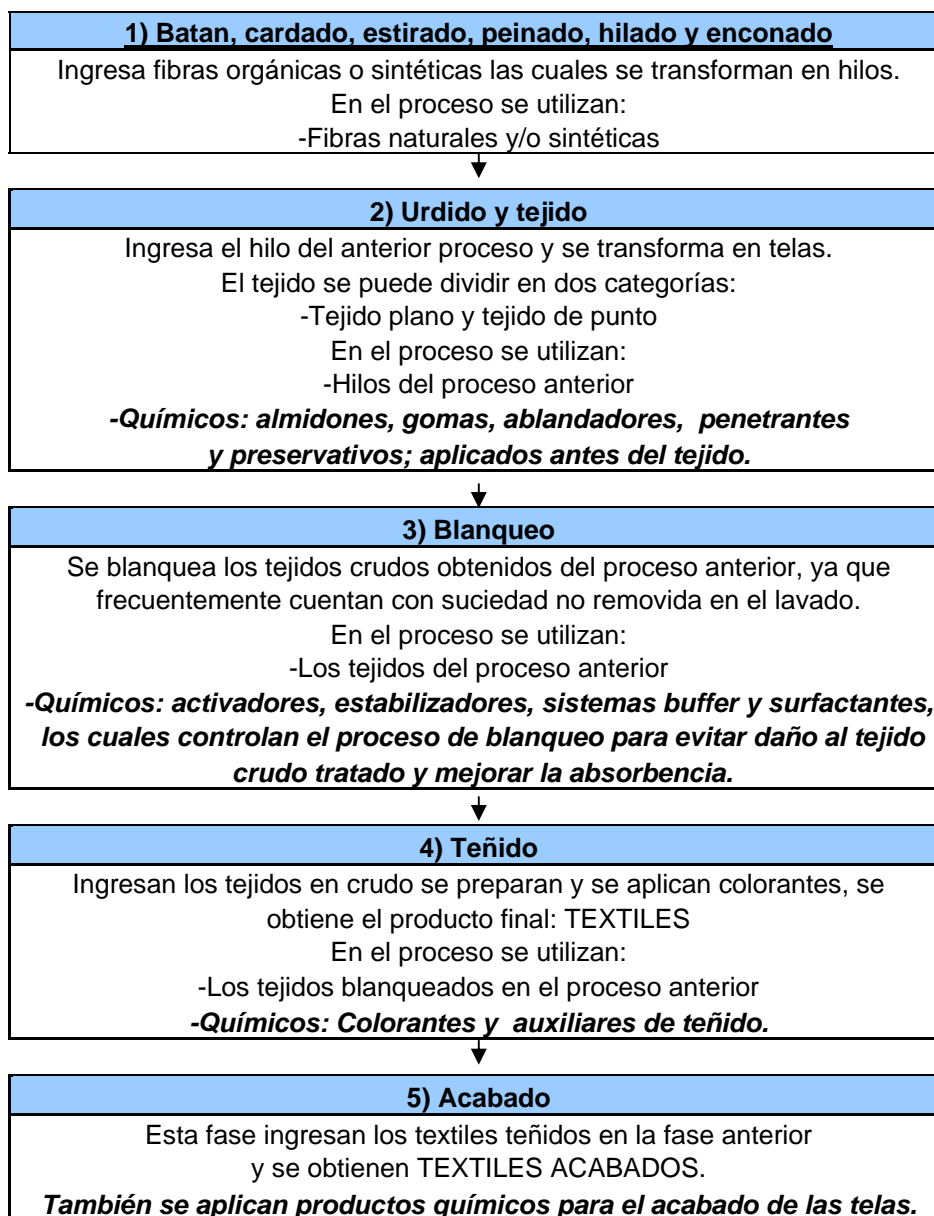 1) Batan, cardado, estirado, peinado, hilado y enconado
Ingresa fibras orgánicas o sintéticas las cuales se transforman en hilos.
En el proceso se utilizan:
-Fibras naturales y/o sintéticas
2) Urdido y tejido
Ingresa el hilo del anterior proceso y se transforma en telas.
El tejido se puede dividir en dos categorías:
-Tejido plano y tejido de punto
En el proceso se utilizan:
-Hilos del proceso anterior
-Químicos: almidones, gomas, ablandadores, penetrantes
y preservativos; aplicados antes del tejido.
3) Blanqueo
Se blanquea los tejidos crudos obtenidos del proceso anterior, ya que
frecuentemente cuentan con suciedad no removida en el lavado.
En el proceso se utilizan:
-Los tejidos del proceso anterior
-Químicos: activadores, estabilizadores, sistemas buffer y surfactantes,
los cuales controlan el proceso de blanqueo para evitar daño al tejido
crudo tratado y mejorar la absorbencia.
4) Teñido
Ingresan los tejidos en crudo se preparan y se aplican colorantes, se
obtiene el producto final: TEXTILES
En el proceso se utilizan:
-Los tejidos blanqueados en el proceso anterior
-Químicos: Colorantes y auxiliares de teñido.
5) Acabado
Esta fase ingresan los textiles teñidos en la fase anterior
y se obtienen TEXTILES ACABADOS.
También se aplican productos químicos para el acabado de las telas.